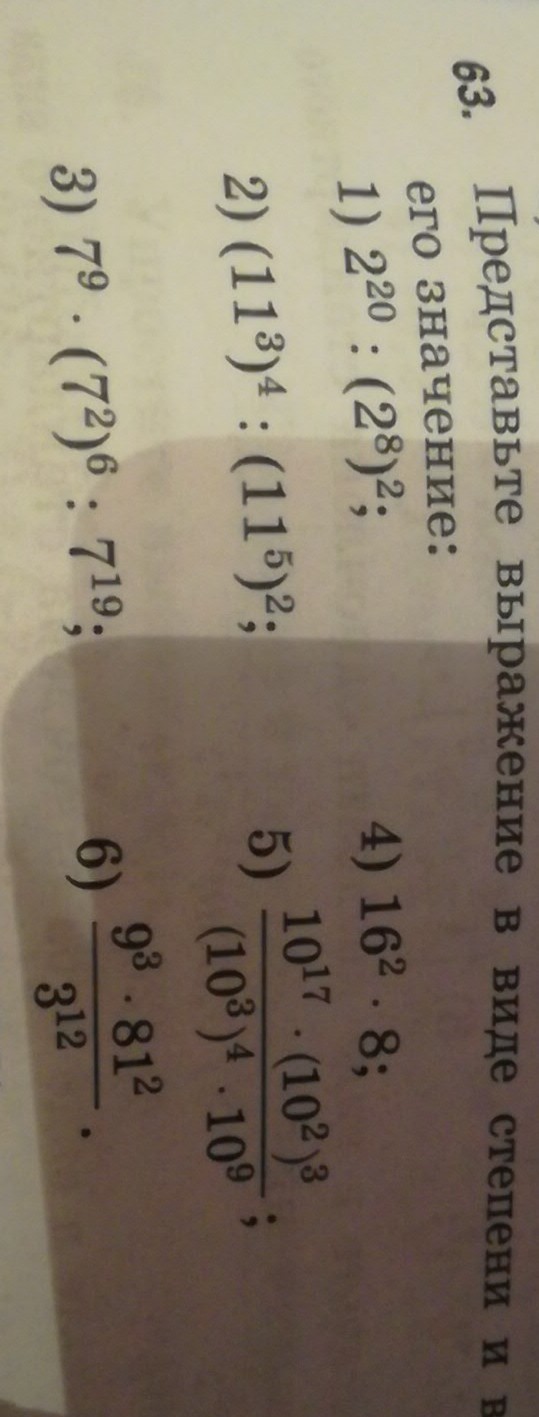 63. Представьте выражение в виде степени и
его значение:
1) 2²⁰ : (2⁸)²;
2) (11³)⁴ : (11⁵)²;
3) 7⁹ · (7²)⁶ : 7¹⁹;
4) 16² · 8;
5) (10¹⁷ · (10²)³) / ((10³)⁴ · 10⁹);
6) (9³ · 81²) / 3¹².